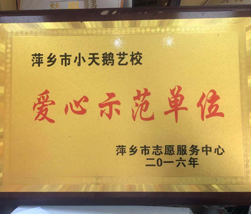 萍乡市小天鹅艺校
爱心示范单位
萍乡市志愿服务中心
二〇一六年